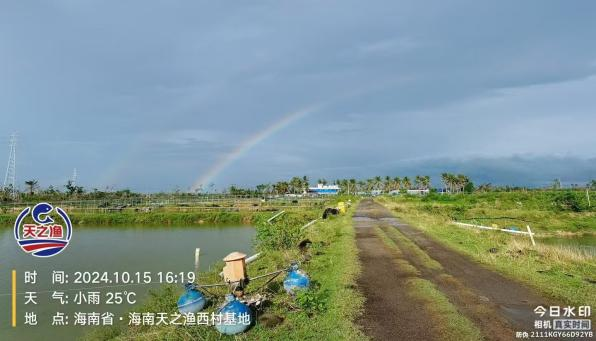 天之渔
时 间: 2024.10.15 16:19
天 气: 小雨 25℃
地 点: 海南省·海南天之渔西村基地
今日水印
相机 真实时间
防伪 2111KGY66D92YB